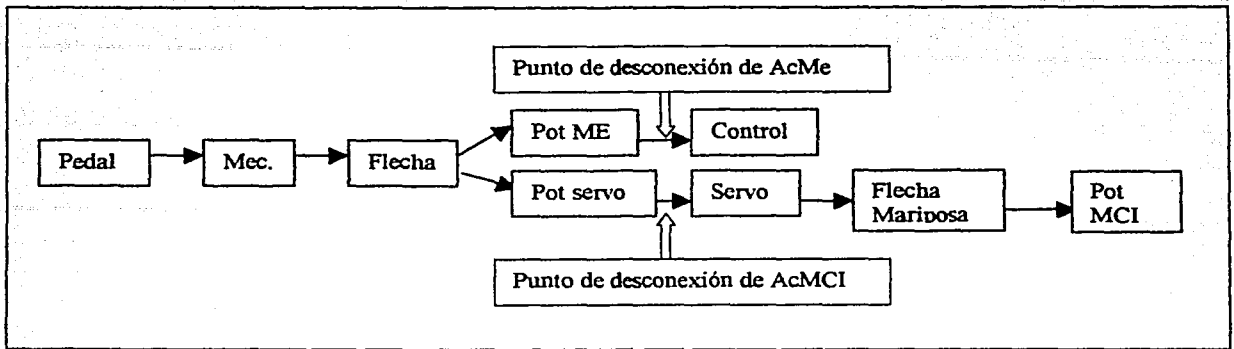 Punto de desconexión de AcMe
Pot ME
Control
Pedal
Mec.
Flecha
Pot servo
Servo
Flecha
Mariposa
Pot
MCI
Punto de desconexión de AcMCI